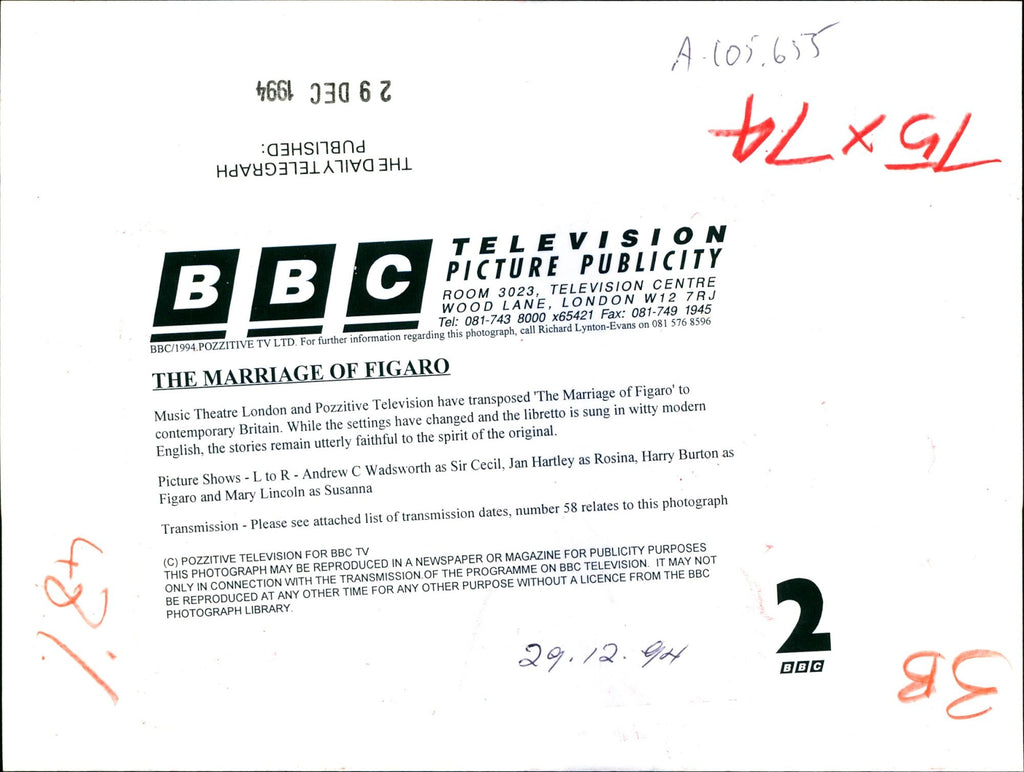 A.105.655
29 DEC 1994
THE DAILY TELEGRAPH
PUBLISHED:
75 x 74
BBC
TELEVISION
PICTURE PUBLICITY
ROOM 3023, TELEVISION CENTRE
WOOD LANE, LONDON W12 7RJ
Tel: 081-743 8000 x65421 Fax: 081-749 1945
BBC/1994.POZZITIVE TV LTD. For further information regarding this photograph, call Richard Lynton-Evans on 081 576 8596
THE MARRIAGE OF FIGARO
Music Theatre London and Pozzitive Television have transposed 'The Marriage of Figaro' to
contemporary Britain. While the settings have changed and the libretto is sung in witty modern
English, the stories remain utterly faithful to the spirit of the original.
Picture Shows - L to R - Andrew C Wadsworth as Sir Cecil, Jan Hartley as Rosina, Harry Burton as
Figaro and Mary Lincoln as Susanna
Transmission - Please see attached list of transmission dates, number 58 relates to this photograph
(C) POZZITIVE TELEVISION FOR BBC TV
THIS PHOTOGRAPH MAY BE REPRODUCED IN A NEWSPAPER OR MAGAZINE FOR PUBLICITY PURPOSES
ONLY IN CONNECTION WITH THE TRANSMISSION.OF THE PROGRAMME ON BBC TELEVISION. IT MAY NOT
BE REPRODUCED AT ANY OTHER TIME FOR ANY OTHER PURPOSE WITHOUT A LICENCE FROM THE BBC
PHOTOGRAPH LIBRARY.
29.12.94
2
BBC
3B